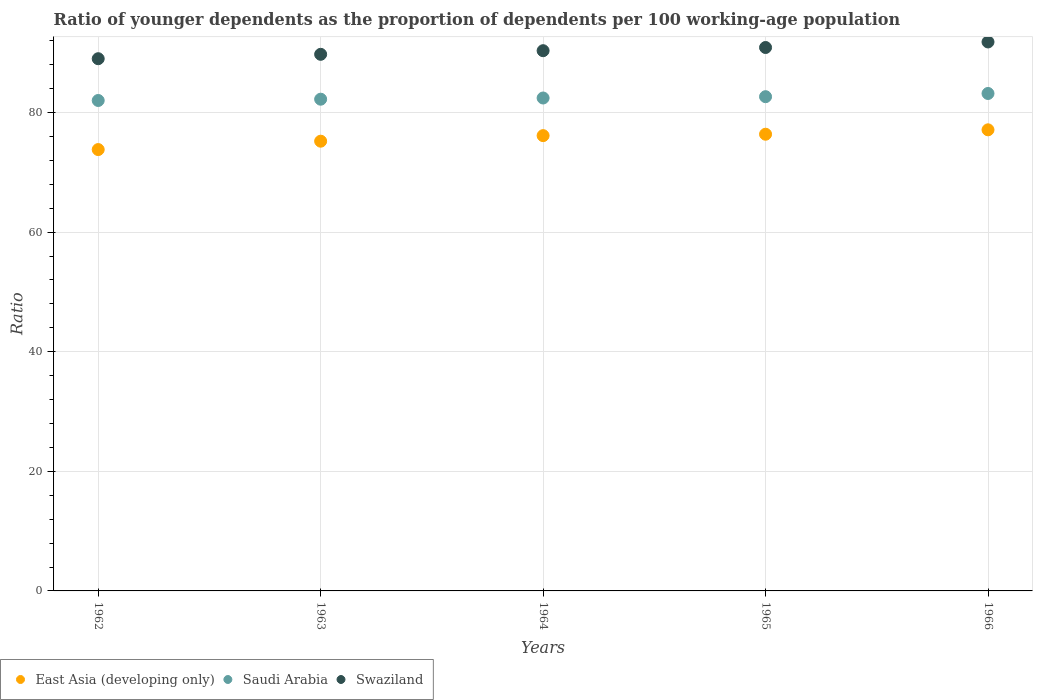 Ratio of younger dependents as the proportion of dependents per 100 working-age population
Ratio
80
60
40
20
0
1962
1963
1964
1965
1966
Years
East Asia (developing only)
Saudi Arabia
Swaziland